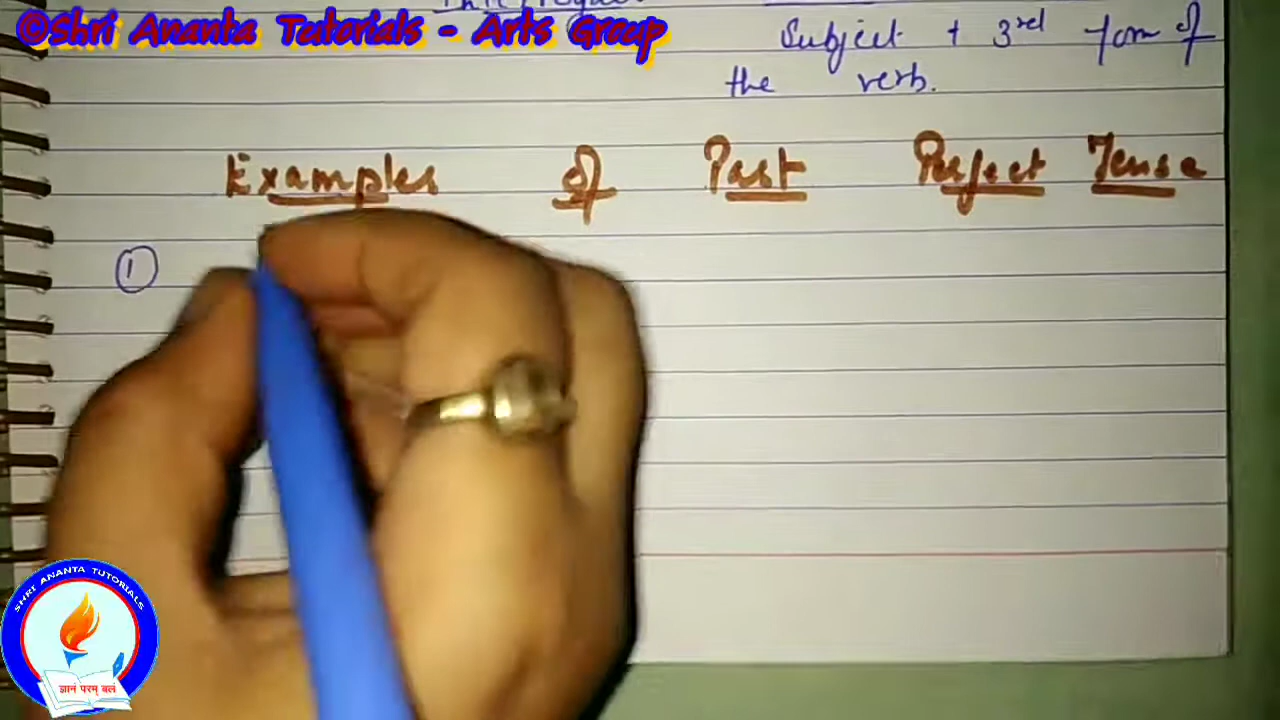 ©Shri Ananta Tutorials - Arts Group
Subject + 3rd form of
the verb.
Examples of Past Perfect Tense
1
SHRI ANANTA TUTORIALS
ज्ञानं परमं बलं